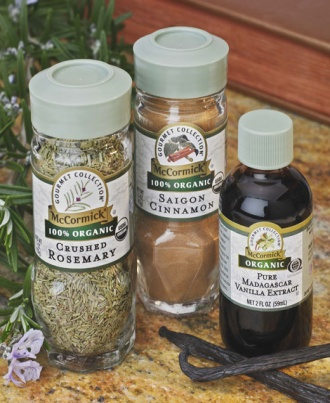 GOURMET COLLECTION
McCormick
100% ORGANIC
CRUSHED
ROSEMARY
GOURMET COLLECTION
McCormick
100% ORGANIC
SAIGON
CINNAMON
GOURMET COLLECTION
McCormick
ORGANIC
PURE
MADAGASCAR
VANILLA EXTRACT
NET 2 FL OZ (59mL)